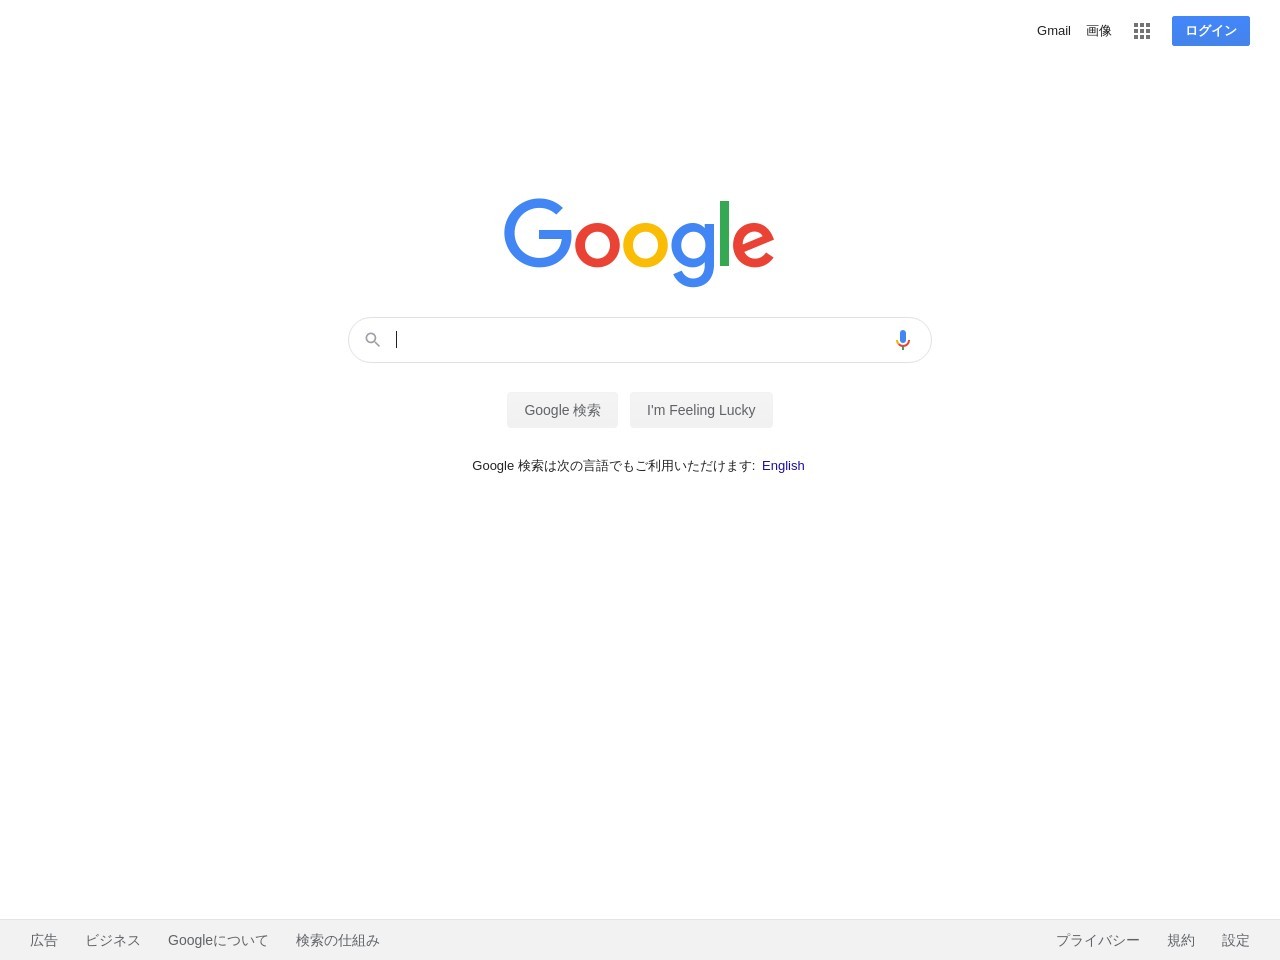 Gmail 画像 ログイン
Google
Google 検索 I'm Feeling Lucky
Google 検索は次の言語でもご利用いただけます: English
広告 ビジネス Googleについて 検索の仕組み プライバシー 規約 設定